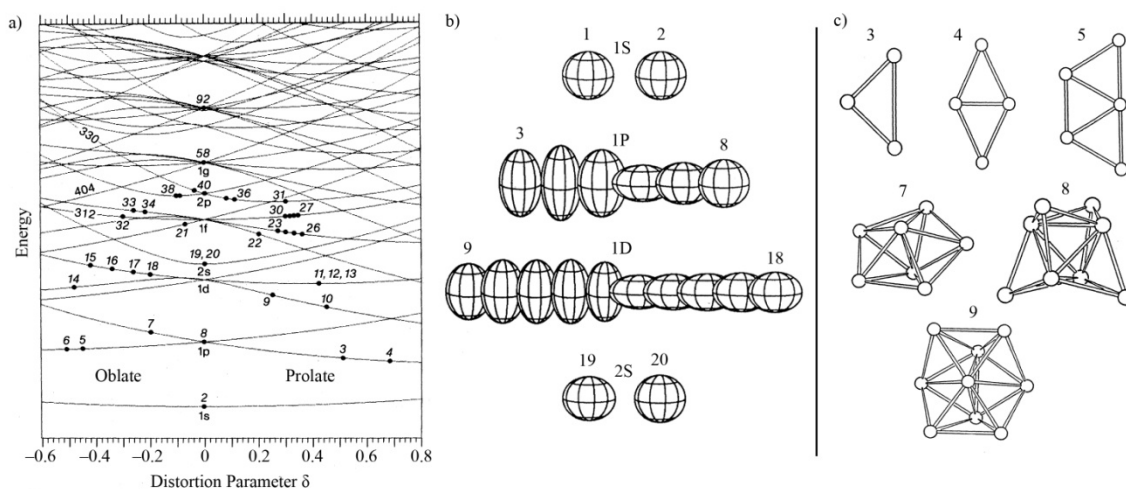 a)
92
330
58
1g
404
38
40
2p
36
31
33
34
30
27
312
32
21
1f
23
22
26
19, 20
15
16
17
18
2s
14
1d
11, 12, 13
9
10
7
8
6
5
1p
3
4
Oblate
Prolate
2
1s
Energy
−0.6
−0.4
−0.2
0
0.2
0.4
0.6
0.8
Distortion Parameter δ
b)
1
1S
2
3
1P
8
9
1D
18
19
2S
20
c)
3
4
5
7
8
9